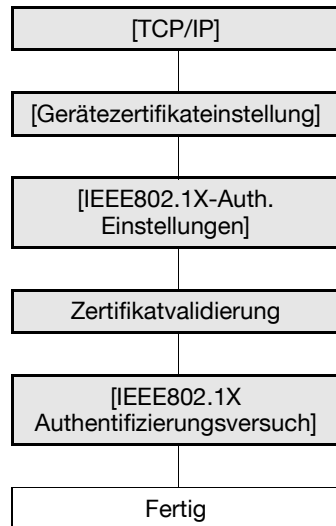 [TCP/IP]
[Gerätezertifikateinstellung]
[IEEE802.1X-Auth.
Einstellungen]
Zertifikatvalidierung
[IEEE802.1X
Authentifizierungsversuch]
Fertig